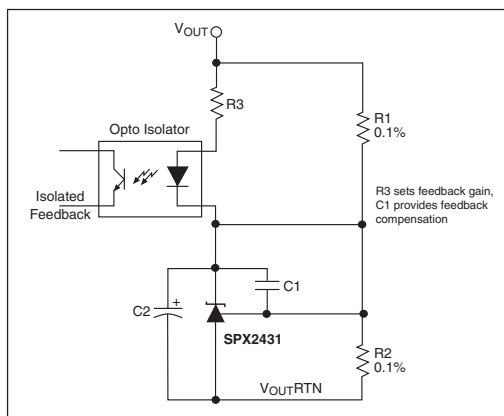 VOUT
R3
Opto Isolator
R1
0.1%
Isolated
Feedback
R3 sets feedback gain,
C1 provides feedback
compensation
C1
C2
+
SPX2431
R2
0.1%
VOUTRTN